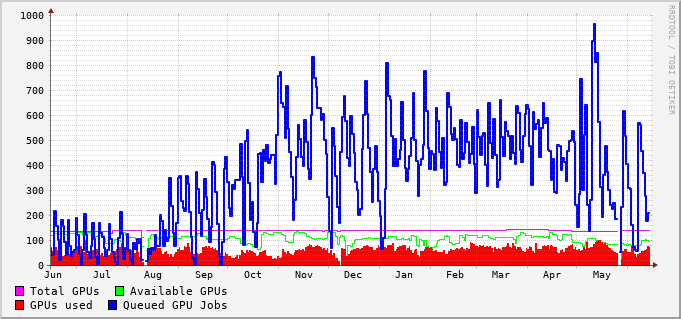 1000
900
800
700
600
500
400
300
200
100
0
Jun Jul Aug Sep Oct Nov Dec Jan Feb Mar Apr May
Total GPUs Available GPUs
GPUs used Queued GPU Jobs
RRDTOOL / TOBI OETIKER